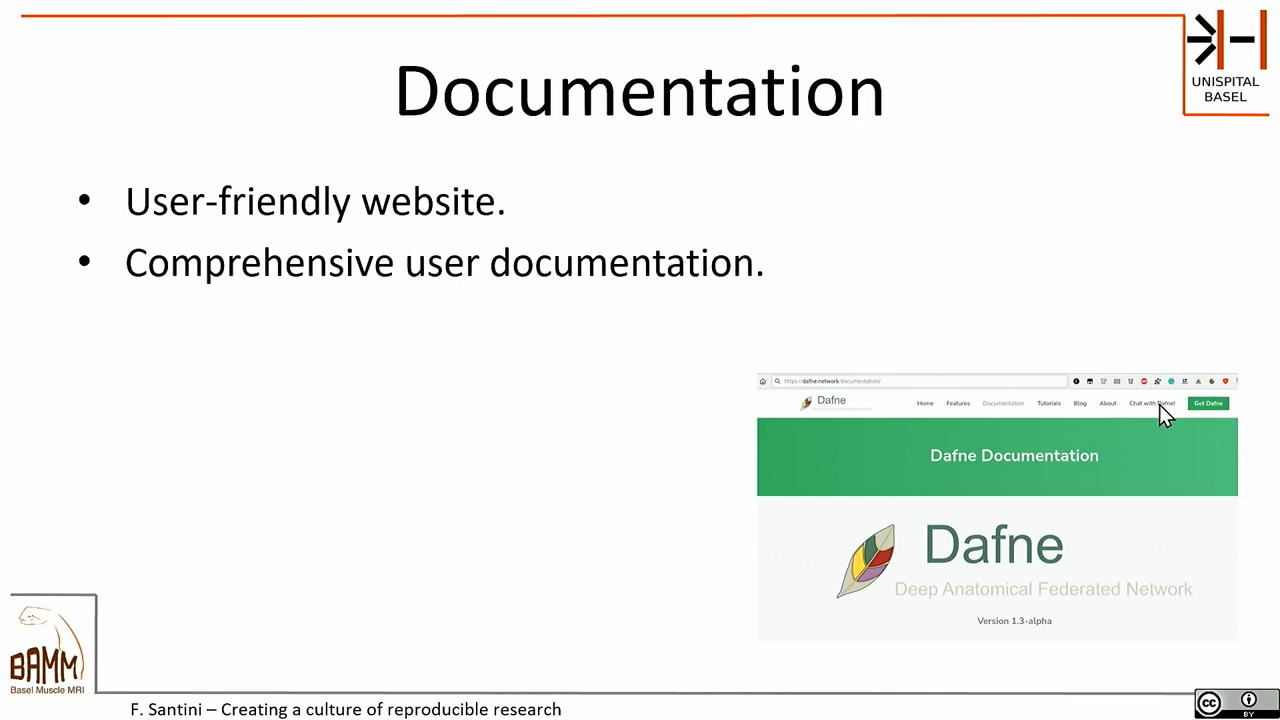 Documentation
UNISPITAL
BASEL
• User-friendly website.
• Comprehensive user documentation.
https://dafne.network/documentation/
Dafne
Home Features Documentation Tutorials Blog About Chat with Dafne! Get Dafne
Dafne Documentation
Dafne
Deep Anatomical Federated Network
Version 1.3-alpha
BAMM
Basel Muscle MRI
F. Santini – Creating a culture of reproducible research
CC
BY